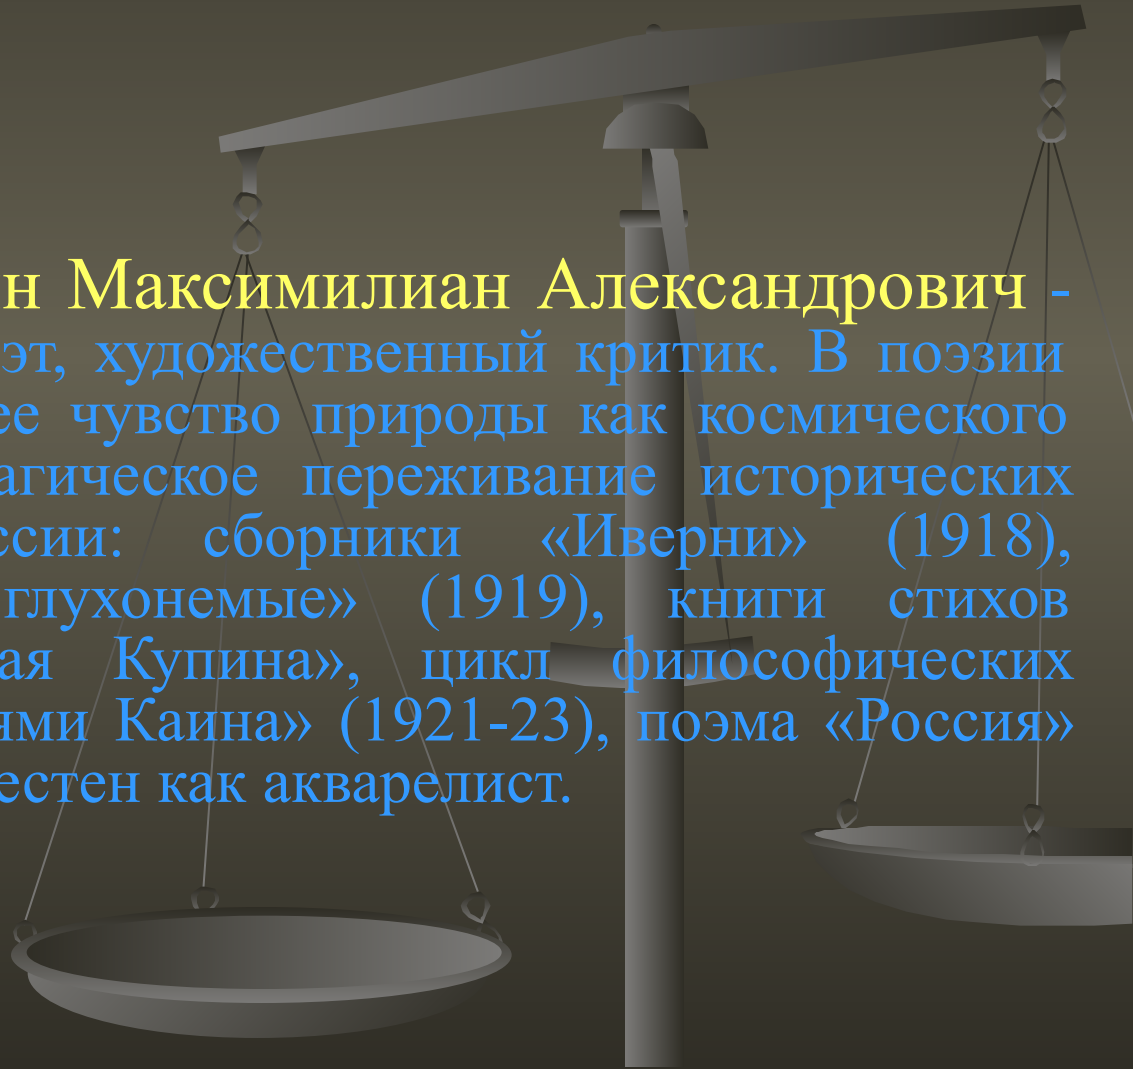 н Максимилиан Александрович -
эт, художественный критик. В поэзии
ее чувство природы как космического
агическое переживание исторических
ссии: сборники «Иверни» (1918),
глухонемые» (1919), книги стихов
ая Купина», цикл философических
ями Каина» (1921-23), поэма «Россия»
естен как акварелист.